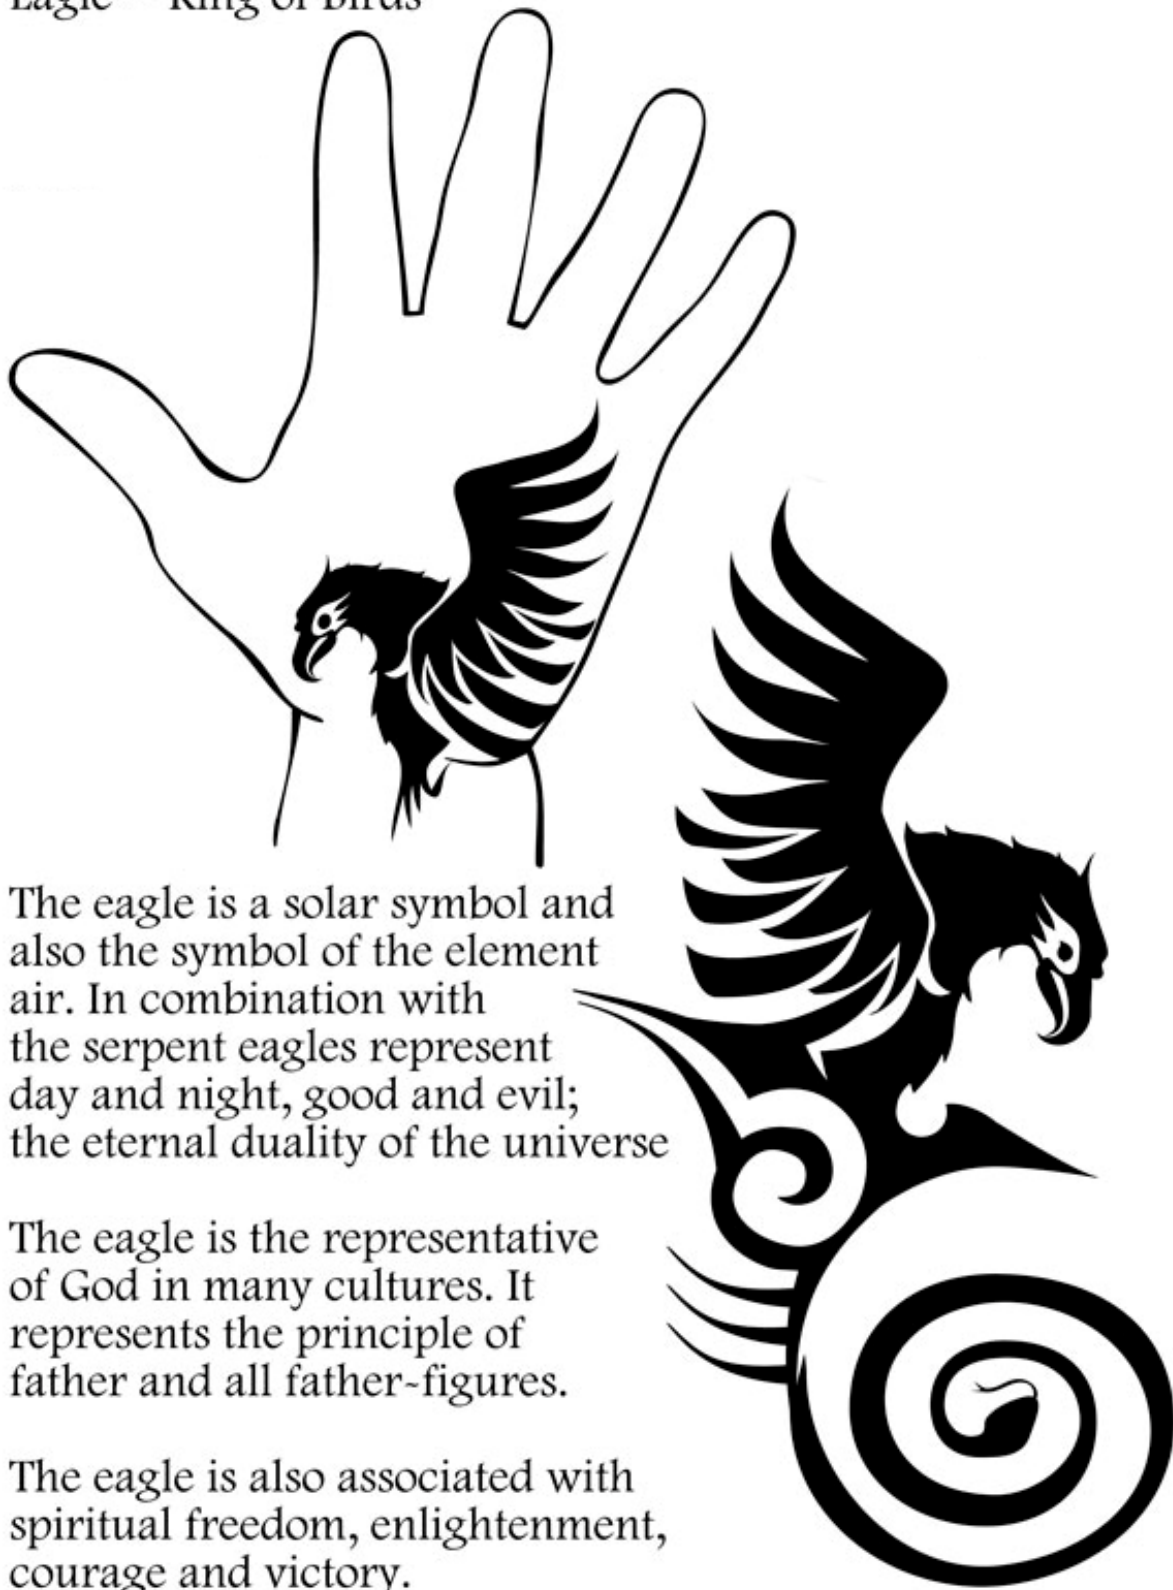 Eagle – King of Birds
The eagle is a solar symbol and
also the symbol of the element
air. In combination with
the serpent eagles represent
day and night, good and evil;
the eternal duality of the universe
The eagle is the representative
of God in many cultures. It
represents the principle of
father and all father-figures.
The eagle is also associated with
spiritual freedom, enlightenment,
courage and victory.